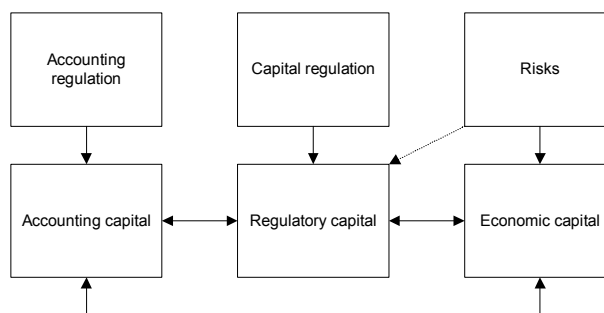 Accounting
regulation
Capital regulation
Risks
Accounting capital
Regulatory capital
Economic capital